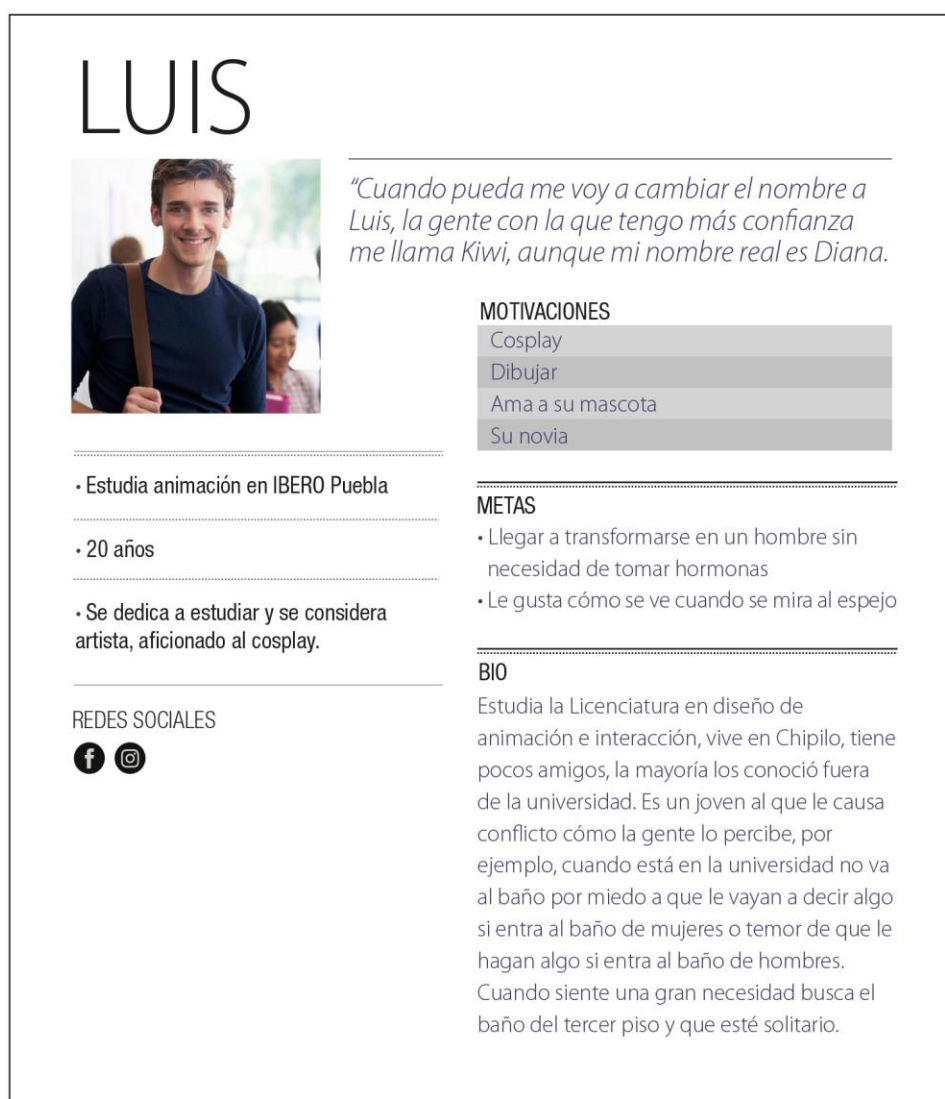 LUIS
“Cuando pueda me voy a cambiar el nombre a
Luis, la gente con la que tengo más confianza
me llama Kiwi, aunque mi nombre real es Diana.
MOTIVACIONES
Cosplay
Dibujar
Ama a su mascota
Su novia
• Estudia animación en IBERO Puebla
• 20 años
• Se dedica a estudiar y se considera
artista, aficionado al cosplay.
REDES SOCIALES
METAS
• Llegar a transformarse en un hombre sin
necesidad de tomar hormonas
• Le gusta cómo se ve cuando se mira al espejo
BIO
Estudia la Licenciatura en diseño de
animación e interacción, vive en Chipilo, tiene
pocos amigos, la mayoría los conoció fuera
de la universidad. Es un joven al que le causa
conflicto cómo la gente lo percibe, por
ejemplo, cuando está en la universidad no va
al baño por miedo a que le vayan a decir algo
si entra al baño de mujeres o temor de que le
hagan algo si entra al baño de hombres.
Cuando siente una gran necesidad busca el
baño del tercer piso y que esté solitario.